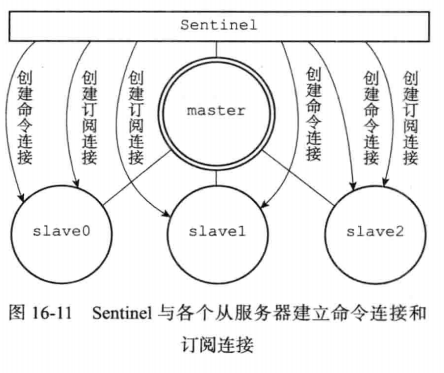 Sentinel
创建命令连接
创建订阅连接
创建订阅连接
创建命令连接
创建命令连接
创建订阅连接
master
slave0
slave1
slave2
图 16-11 Sentinel 与各个从服务器建立命令连接和
订阅连接